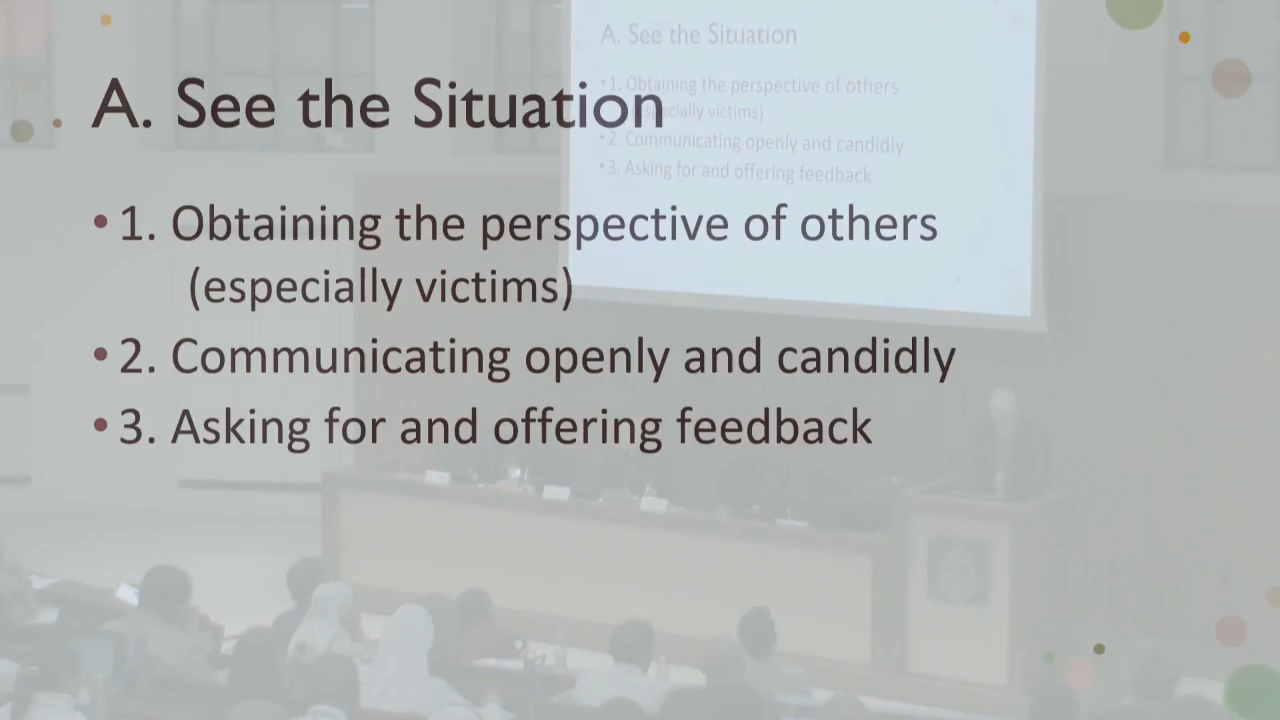 A. See the Situation
• 1. Obtaining the perspective of others
(especially victims)
• 2. Communicating openly and candidly
• 3. Asking for and offering feedback
A. See the Situation
• 1. Obtaining the perspective of others
(especially victims)
• 2. Communicating openly and candidly
• 3. Asking for and offering feedback